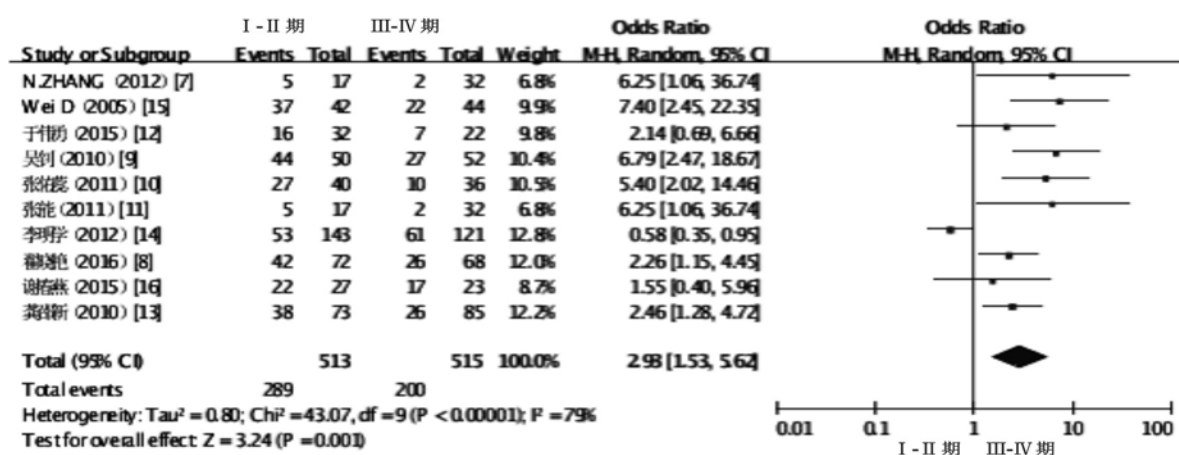 I-II 期 III-IV 期 Odds Ratio Odds Ratio
Study or Subgroup Events Total Events Total Weight M-H, Random, 95% CI M-H, Random, 95% CI
N.ZHANG (2012) [7] 5 17 2 32 6.8% 6.25 [1.06, 36.74]
Wei D (2005) [15] 37 42 22 44 9.9% 7.40 [2.45, 22.35]
(2015) [12] 16 32 7 22 9.8% 2.14 [0.69, 6.66]
吴钊 (2010) [9] 44 50 27 52 10.4% 6.79 [2.47, 18.67]
(2011) [10] 27 40 10 36 10.5% 5.40 [2.02, 14.46]
张能 (2011) [11] 5 17 2 32 6.8% 6.25 [1.06, 36.74]
李明学 (2012) [14] 53 143 61 121 12.8% 0.58 [0.35, 0.95]
(2016) [8] 42 72 26 68 12.0% 2.26 [1.15, 4.45]
(2015) [16] 22 27 17 23 8.7% 1.55 [0.40, 5.96]
(2010) [13] 38 73 26 85 12.2% 2.46 [1.28, 4.72]
Total (95% CI) 513 515 100.0% 2.93 [1.53, 5.62]
Total events 289 200
Heterogeneity: Tau² = 0.80; Chi² = 43.07, df = 9 (P < 0.00001); I² = 79%
Test for overall effect: Z = 3.24 (P = 0.001)
0.01 0.1 1 10 100
I-II 期 III-IV 期